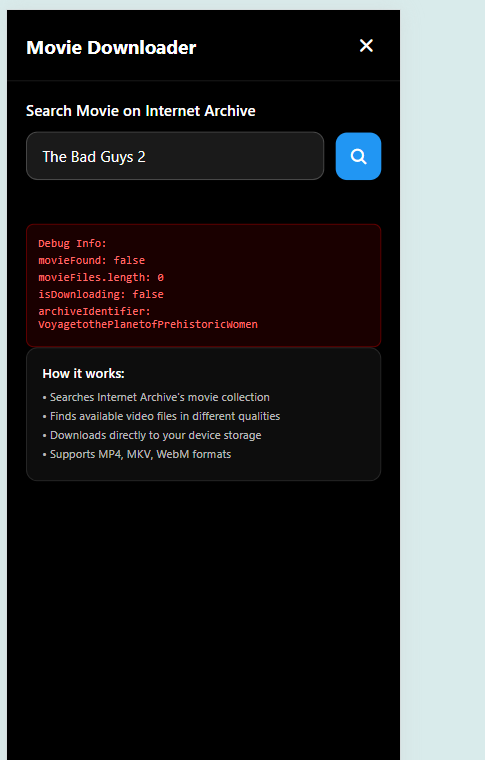 Movie Downloader
Search Movie on Internet Archive
The Bad Guys 2
Debug Info:
movieFound: false
movieFiles.length: 0
isDownloading: false
archiveIdentifier:
VoyagetothePlanetofPrehistoricWomen
How it works:
• Searches Internet Archive's movie collection
• Finds available video files in different qualities
• Downloads directly to your device storage
• Supports MP4, MKV, WebM formats